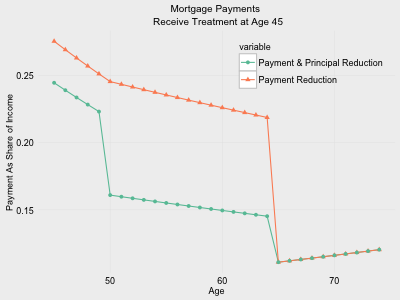 Mortgage Payments
Receive Treatment at Age 45
variable
Payment & Principal Reduction
Payment Reduction
Payment As Share of Income
0.25
0.20
0.15
50
60
70
Age